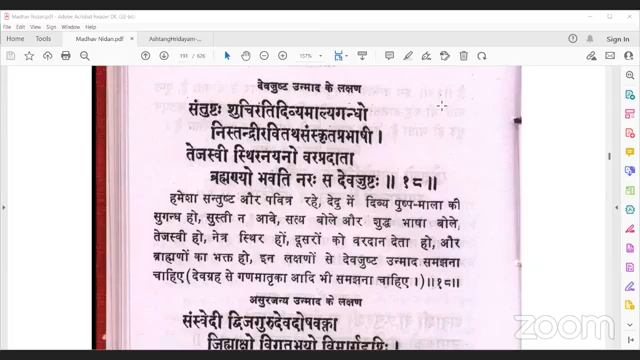 Madhav Nidan.pdf - Adobe Acrobat Reader DC (32-bit)
File Edit View Sign Window Help
Home Tools Madhav Nidan.pdf × AshtangHridayam-... Sign In
191 / 626 157%
देवजुष्ट उन्माद के लक्षण
संतुष्टः शुचिरतिदिव्यमाल्यगन्धो
निस्तन्द्रीरवितथसंस्कृतप्रभाषी ।
तेजस्वी स्थिरनयनो वरप्रदाता
ब्रह्मण्यो भवति नरः स देवजुष्टः ॥ १८ ॥
हमेशा सन्तुष्ट और पवित्र रहे, देह में दिव्य पुष्प-माला की
सुगन्ध हो, सुस्ती न आवे, सत्य बोले और शुद्ध भाषा बोले,
तेजस्वी हो, नेत्र स्थिर हों, दूसरों को वरदान देता हो, और
ब्राह्मणों का भक्त हो, इन लक्षणों से देवजुष्ट उन्माद समझना
चाहिए (देवग्रह से गणमातृका आदि भी समझना चाहिए ।)॥१८॥
असुरजन्य उन्माद के लक्षण
संस्वेदी द्विजगुरुदेवदोषवक्ता
जिह्माक्षो विगतभयो विमार्गदृष्टिः
zoom